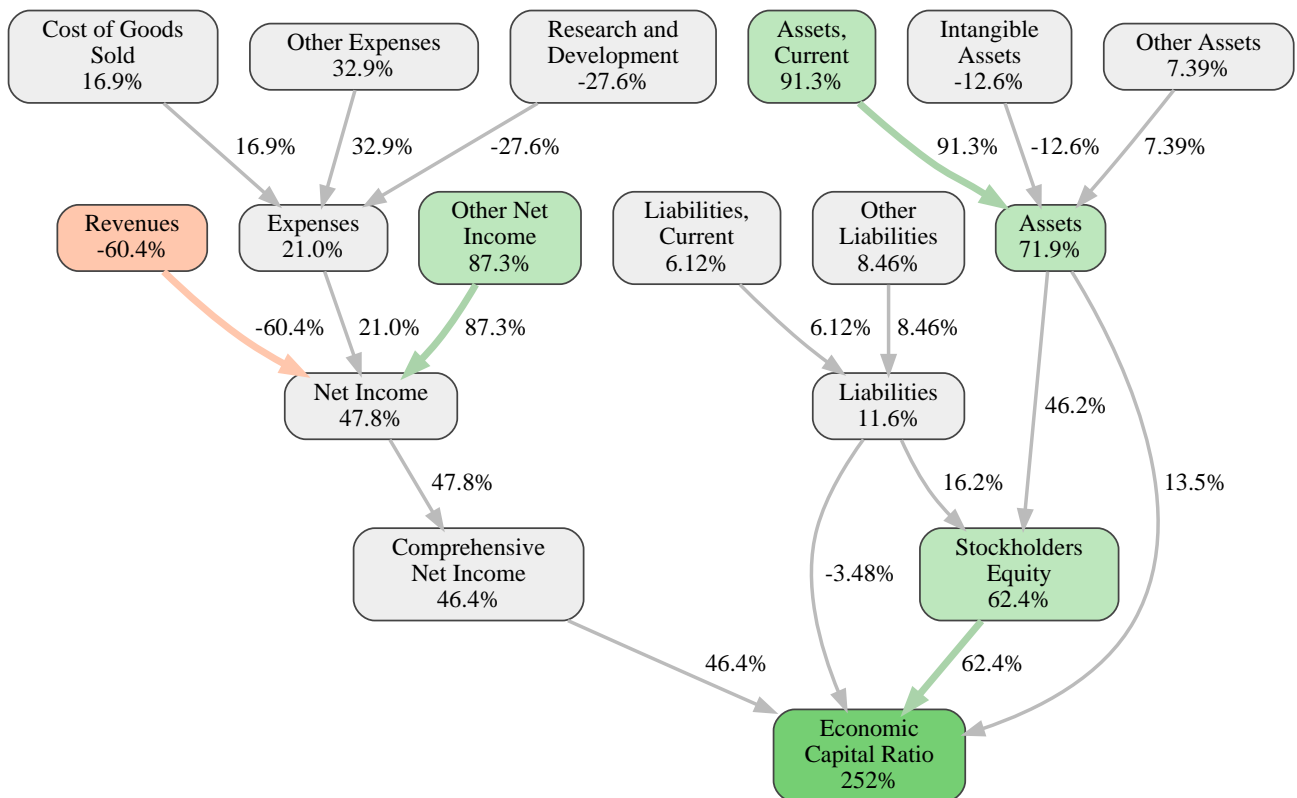 Cost of Goods
Sold
16.9%
Other Expenses
32.9%
Research and
Development
-27.6%
Assets,
Current
91.3%
Intangible
Assets
-12.6%
Other Assets
7.39%
16.9%
32.9%
-27.6%
91.3%
-12.6%
7.39%
Revenues
-60.4%
Expenses
21.0%
Other Net
Income
87.3%
Liabilities,
Current
6.12%
Other
Liabilities
8.46%
Assets
71.9%
-60.4%
21.0%
87.3%
6.12%
8.46%
Net Income
47.8%
Liabilities
11.6%
46.2%
47.8%
16.2%
13.5%
Comprehensive
Net Income
46.4%
-3.48%
Stockholders
Equity
62.4%
46.4%
62.4%
Economic
Capital Ratio
252%